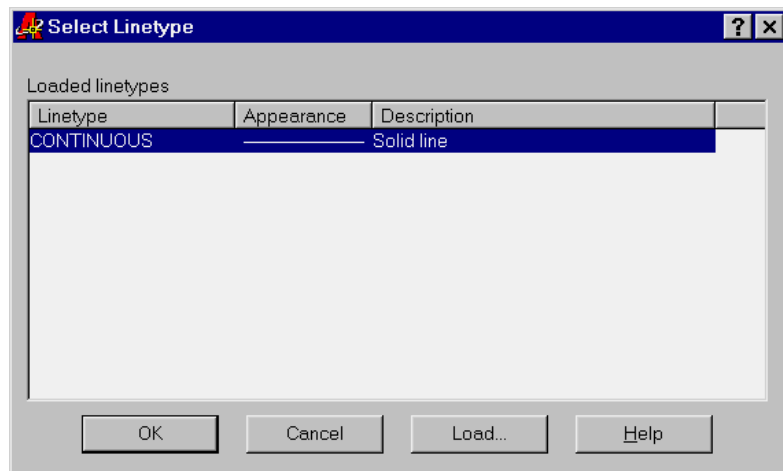 Select Linetype
Loaded linetypes
Linetype Appearance Description
CONTINUOUS Solid line
OK Cancel Load... Help